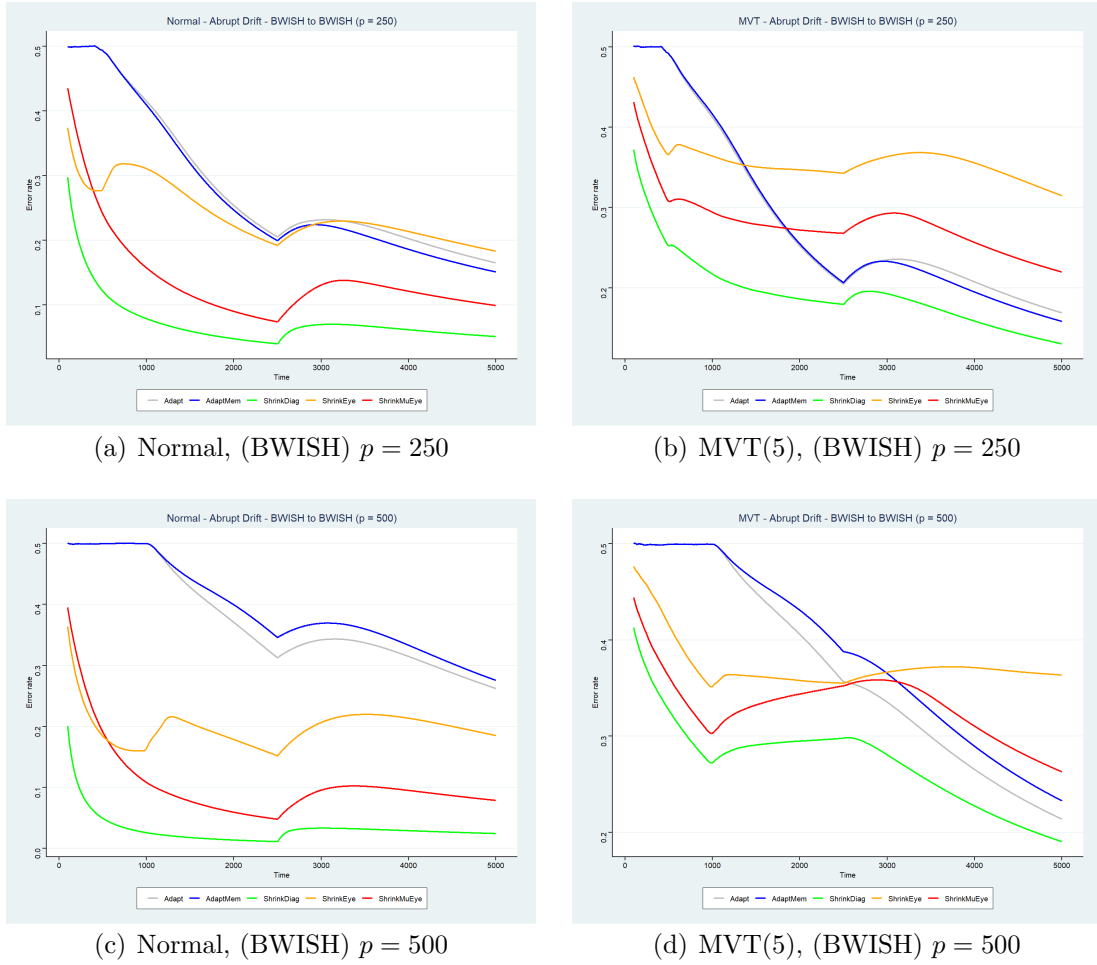 Normal - Abrupt Drift - BWISH to BWISH (p = 250)
Error rate
0.5
0.4
0.3
0.2
0.1
0 1000 2000 3000 4000 5000
Time
Adapt AdaptMem ShrinkDiag ShrinkEye ShrinkMuEye
(a) Normal, (BWISH) p = 250
MVT - Abrupt Drift - BWISH to BWISH (p = 250)
Error rate
0.5
0.4
0.3
0.2
0 1000 2000 3000 4000 5000
Time
Adapt AdaptMem ShrinkDiag ShrinkEye ShrinkMuEye
(b) MVT(5), (BWISH) p = 250
Normal - Abrupt Drift - BWISH to BWISH (p = 500)
Error rate
0.5
0.4
0.3
0.2
0.1
0.0
0 1000 2000 3000 4000 5000
Time
Adapt AdaptMem ShrinkDiag ShrinkEye ShrinkMuEye
(c) Normal, (BWISH) p = 500
MVT - Abrupt Drift - BWISH to BWISH (p = 500)
Error rate
0.5
0.4
0.3
0.2
0 1000 2000 3000 4000 5000
Time
Adapt AdaptMem ShrinkDiag ShrinkEye ShrinkMuEye
(d) MVT(5), (BWISH) p = 500